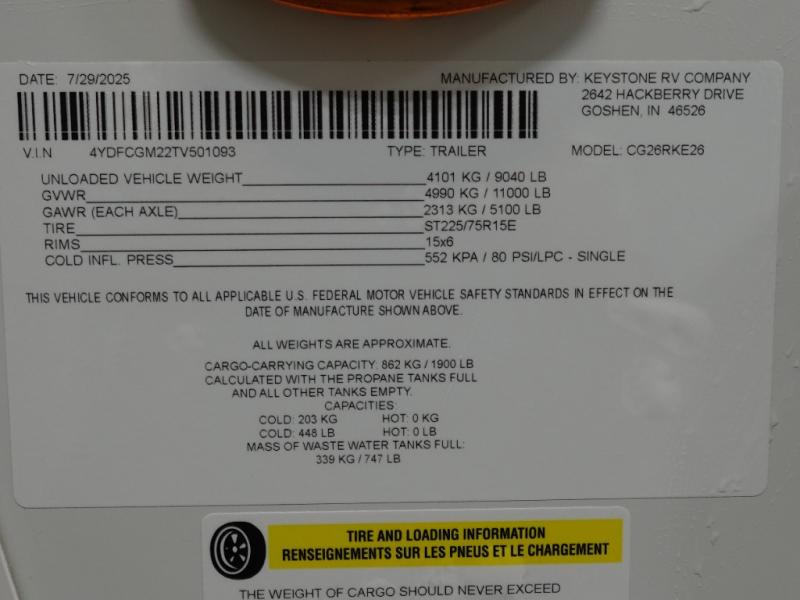 DATE: 7/29/2025 MANUFACTURED BY: KEYSTONE RV COMPANY
2642 HACKBERRY DRIVE
GOSHEN, IN 46526
V.I.N 4YDFCGM22TV501093 TYPE: TRAILER MODEL: CG26RKE26
UNLOADED VEHICLE WEIGHT 4101 KG / 9040 LB
GVWR 4990 KG / 11000 LB
GAWR (EACH AXLE) 2313 KG / 5100 LB
TIRE ST225/75R15E
RIMS 15x6
COLD INFL. PRESS 552 KPA / 80 PSI/LPC - SINGLE
THIS VEHICLE CONFORMS TO ALL APPLICABLE U.S. FEDERAL MOTOR VEHICLE SAFETY STANDARDS IN EFFECT ON THE
DATE OF MANUFACTURE SHOWN ABOVE.
ALL WEIGHTS ARE APPROXIMATE.
CARGO-CARRYING CAPACITY: 862 KG / 1900 LB
CALCULATED WITH THE PROPANE TANKS FULL
AND ALL OTHER TANKS EMPTY.
CAPACITIES:
COLD: 203 KG HOT: 0 KG
COLD: 448 LB HOT: 0 LB
MASS OF WASTE WATER TANKS FULL:
339 KG / 747 LB
TIRE AND LOADING INFORMATION
RENSEIGNEMENTS SUR LES PNEUS ET LE CHARGEMENT
THE WEIGHT OF CARGO SHOULD NEVER EXCEED